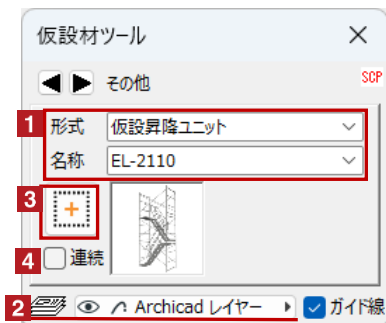 仮設材ツール
その他
SCP
1 形式 仮設昇降ユニット
名称 EL-2110
3
4 連続
2 Archicad レイヤー ガイド線